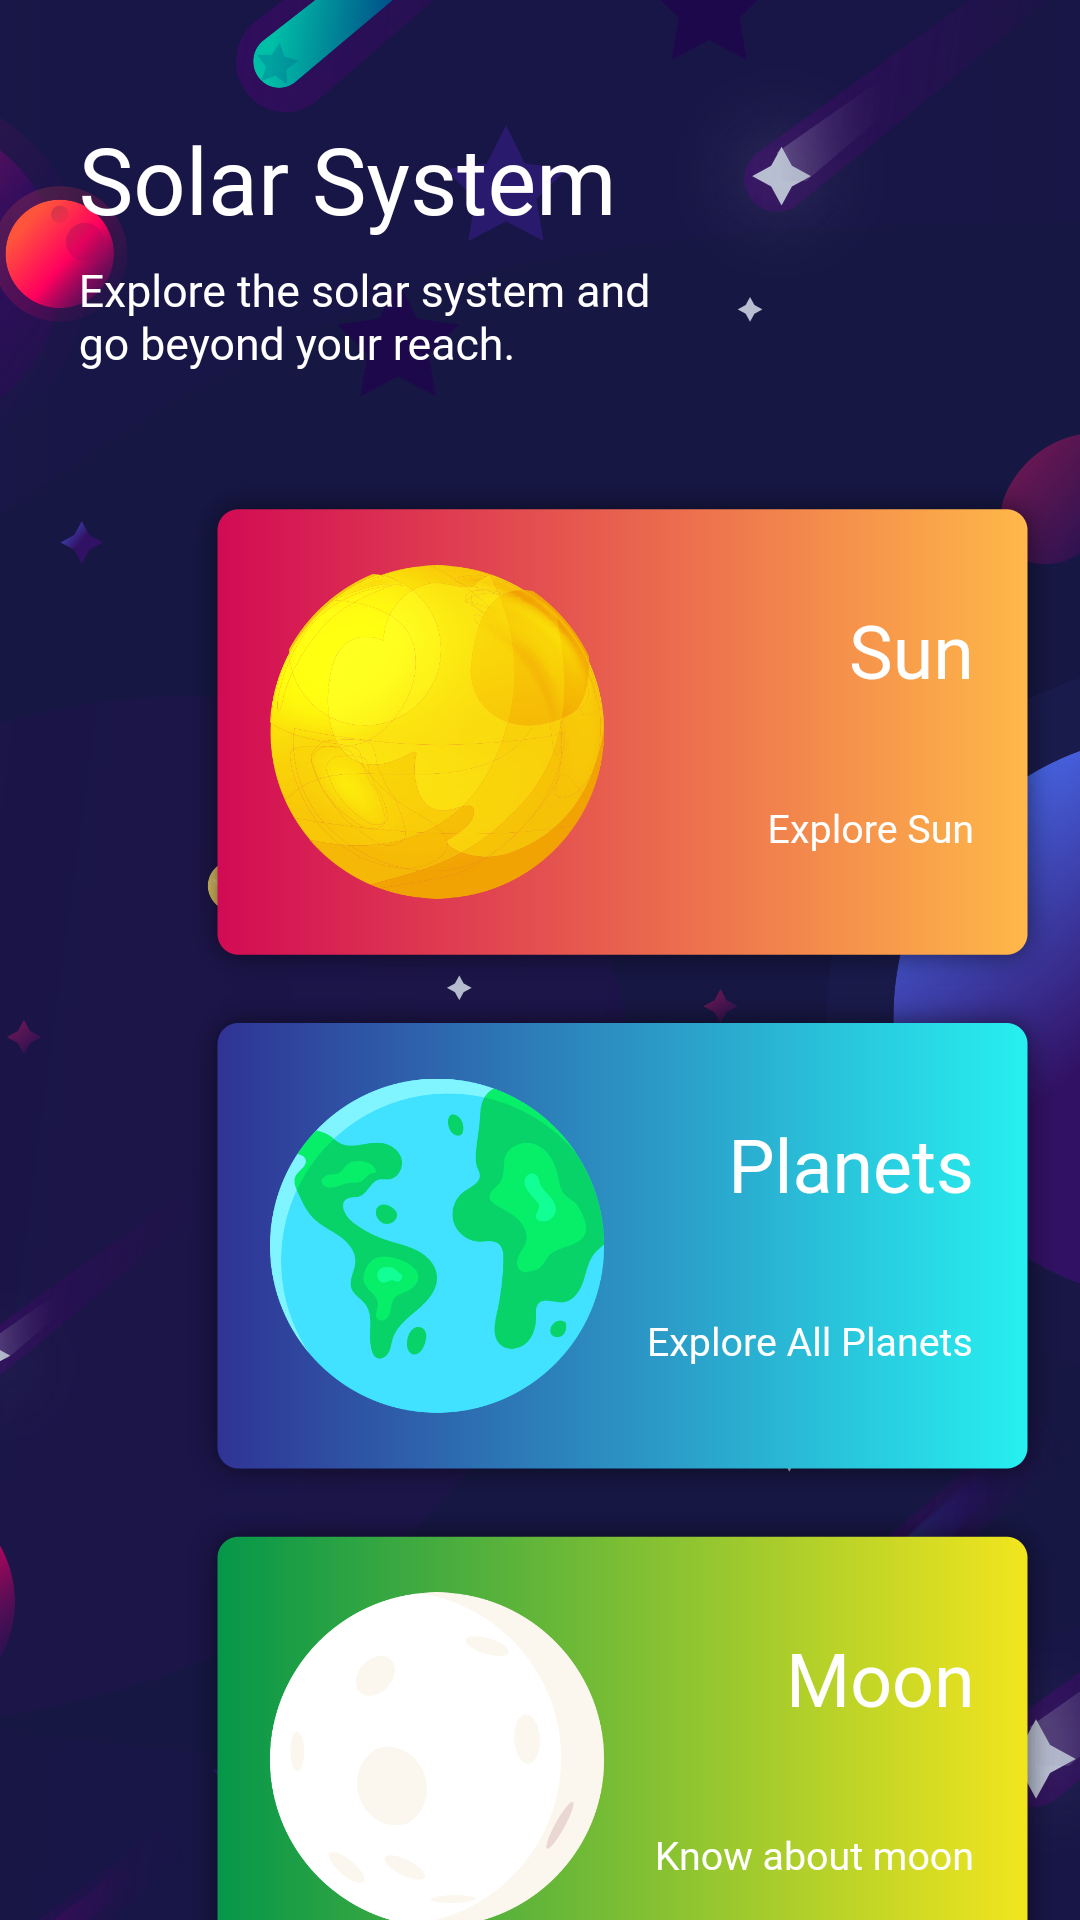 Solar System
Explore the solar system and
go beyond your reach.
Sun
Explore Sun
Planets
Explore All Planets
Moon
Know about moon